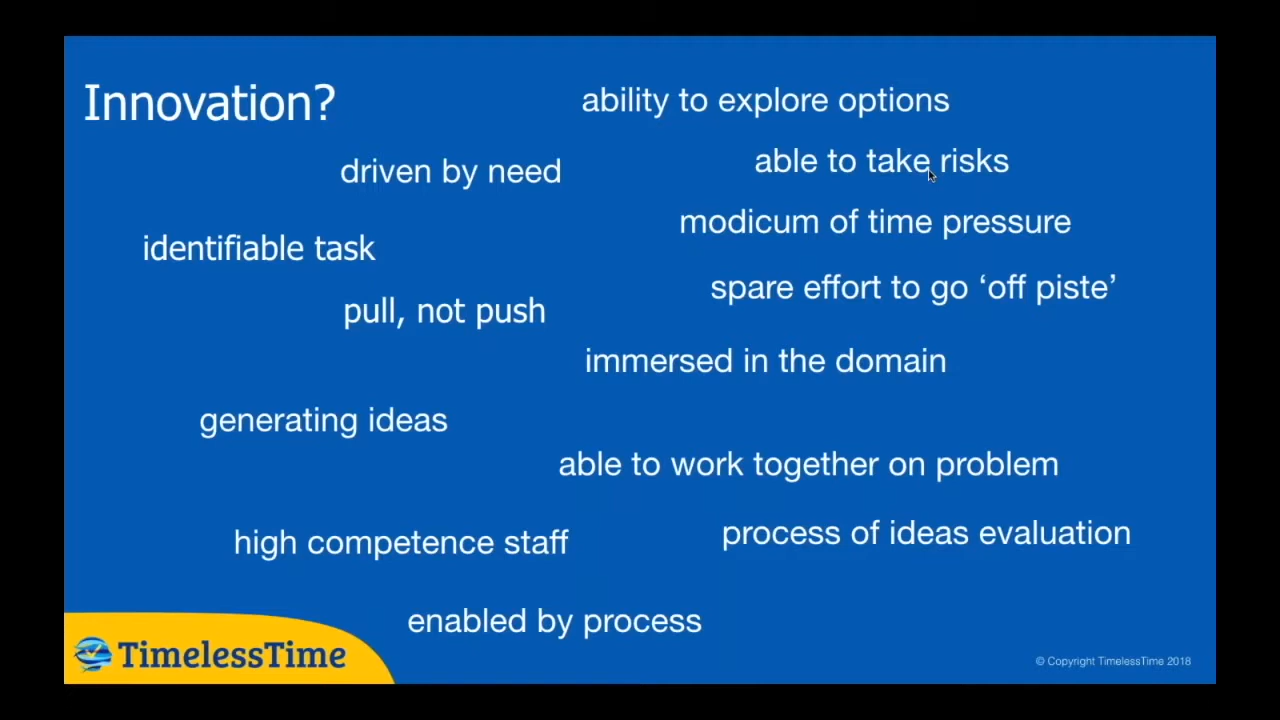 Innovation?
ability to explore options
able to take risks
driven by need
modicum of time pressure
identifiable task
spare effort to go ‘off piste’
pull, not push
immersed in the domain
generating ideas
able to work together on problem
process of ideas evaluation
high competence staff
enabled by process
TimelessTime
© Copyright TimelessTime 2018